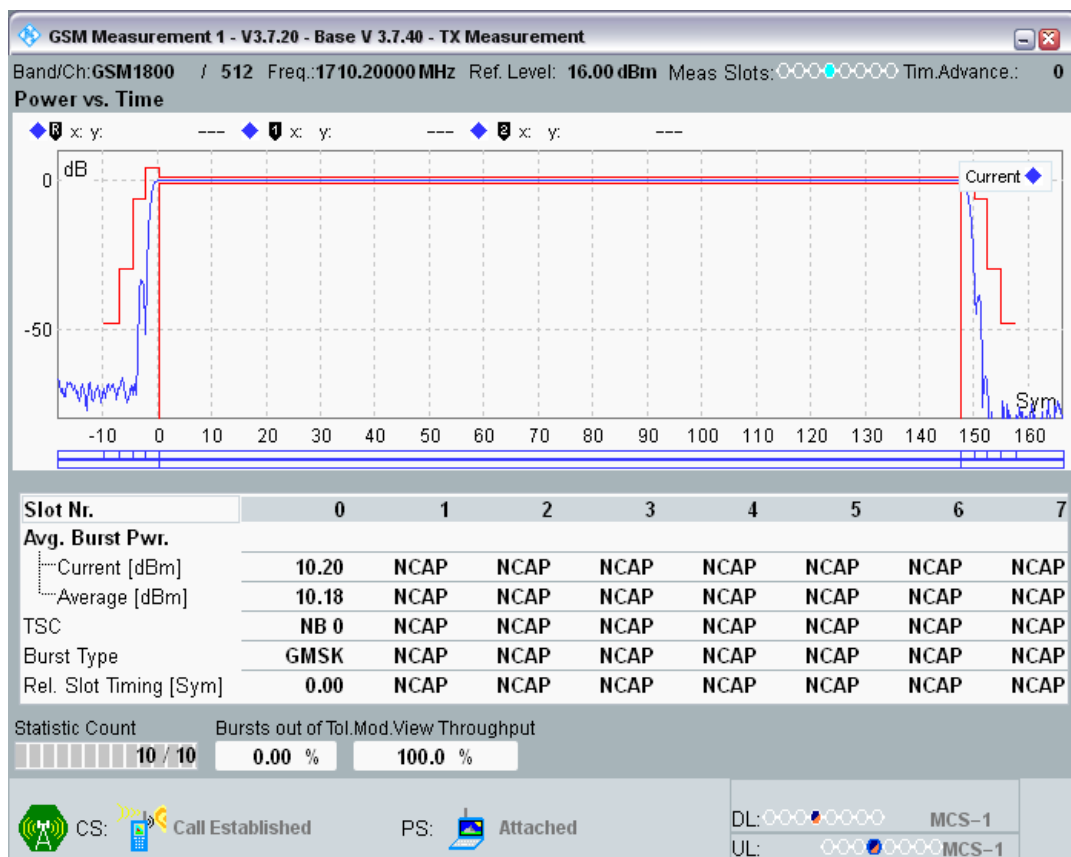 GSM Measurement 1 - V3.7.20 - Base V 3.7.40 - TX Measurement
Band/Ch:GSM1800 / 512 Freq.:1710.20000 MHz Ref. Level: 16.00 dBm Meas Slots: Tim.Advance.: 0
Power vs. Time
R x: y: --- 1 x: y: --- 2 x: y: ---
dB
Current
0
-50
Sym
-10 0 10 20 30 40 50 60 70 80 90 100 110 120 130 140 150 160
Slot Nr. 0 1 2 3 4 5 6 7
Avg. Burst Pwr.
Current [dBm] 10.20 NCAP NCAP NCAP NCAP NCAP NCAP NCAP
Average [dBm] 10.18 NCAP NCAP NCAP NCAP NCAP NCAP NCAP
TSC NB 0 NCAP NCAP NCAP NCAP NCAP NCAP NCAP
Burst Type GMSK NCAP NCAP NCAP NCAP NCAP NCAP NCAP
Rel. Slot Timing [Sym] 0.00 NCAP NCAP NCAP NCAP NCAP NCAP NCAP
Statistic Count Bursts out of Tol.Mod.View Throughput
10 / 10 0.00 % 100.0 %
CS: Call Established PS: Attached DL: MCS-1
UL: MCS-1